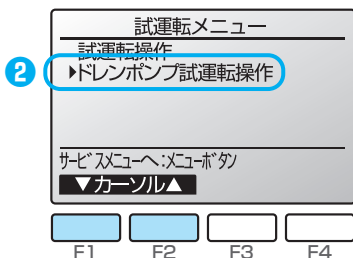 試運転メニュー
試運転操作
2 ▶ドレンポンプ試運転操作
サービスメニューへ:メニューボタン
▼カーソル▲
F1 F2 F3 F4